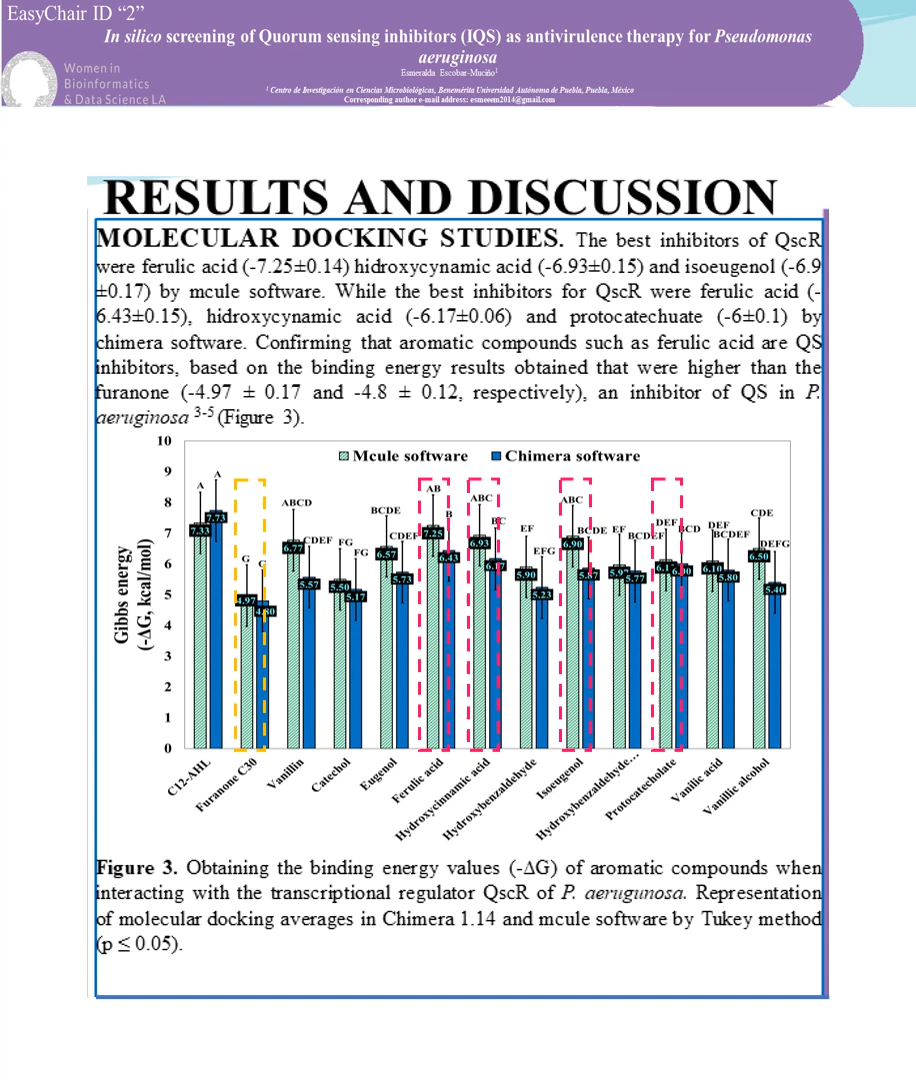 EasyChair ID “2”
In silico screening of Quorum sensing inhibitors (IQS) as antivirulence therapy for Pseudomonas
aeruginosa
Esmeralda Escobar-Muciño1
1 Centro de Investigación en Ciencias Microbiológicas, Benemérita Universidad Autónoma de Puebla, Puebla, México
Corresponding author e-mail address: esmeeem2014@gmail.com
Women in
Bioinformatics
& Data Science LA
RESULTS AND DISCUSSION
MOLECULAR DOCKING STUDIES. The best inhibitors of QscR
were ferulic acid (-7.25±0.14) hidroxycynamic acid (-6.93±0.15) and isoeugenol (-6.9
±0.17) by mcule software. While the best inhibitors for QscR were ferulic acid (-
6.43±0.15), hidroxycynamic acid (-6.17±0.06) and protocatechuate (-6±0.1) by
chimera software. Confirming that aromatic compounds such as ferulic acid are QS
inhibitors, based on the binding energy results obtained that were higher than the
furanone (-4.97 ± 0.17 and -4.8 ± 0.12, respectively), an inhibitor of QS in P.
aeruginosa 3-5 (Figure 3).
Mcule software Chimera software
Gibbs energy
(-ΔG, kcal/mol)
10
9
8
7
6
5
4
3
2
1
0
A A G ABCD CDEF FG FG BCDE CDEF AB B ABC BC EF EFG ABC BCDE EF BCDEF DEF BCD DEF BCDEF CDE DEFG
7.33 7.73 4.97 4.80 6.77 5.37 5.50 5.17 6.57 5.73 7.25 6.43 6.93 6.17 5.90 5.23 6.90 5.77 6.10 5.80 6.50 5.40
C12-AHL
Furanone C30
Vanillin
Catechol
Eugenol
Ferulic acid
Hydroxycinnamic acid
Hydroxybenzaldehyde
Isoeugenol
Hydroxybenzaldehyde…
Protocatecholate
Vanilic acid
Vanillic alcohol
Figure 3. Obtaining the binding energy values (-ΔG) of aromatic compounds when
interacting with the transcriptional regulator QscR of P. aerugunosa. Representation
of molecular docking averages in Chimera 1.14 and mcule software by Tukey method
(p ≤ 0.05).